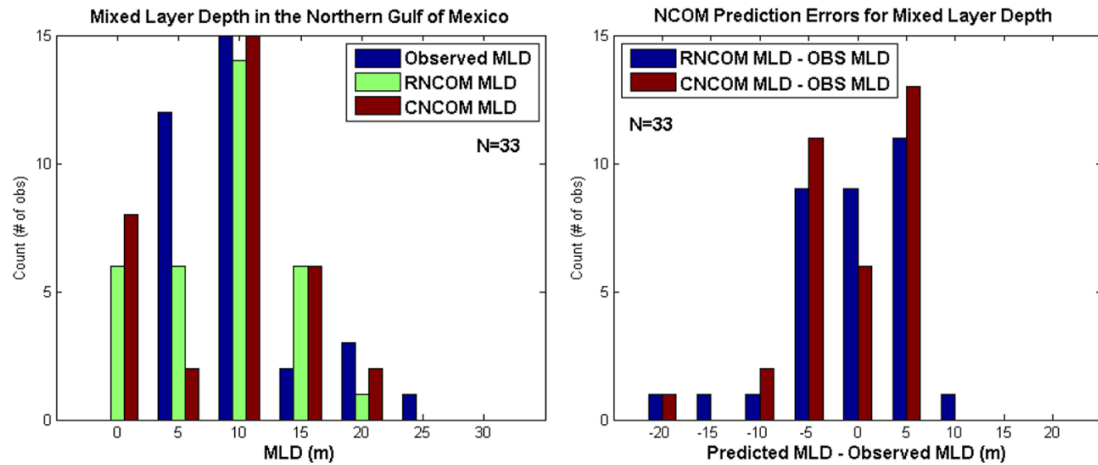 Mixed Layer Depth in the Northern Gulf of Mexico
15
10
5
0
Count (# of obs)
Observed MLD
RNCOM MLD
CNCOM MLD
N=33
0 5 10 15 20 25 30
MLD (m)
NCOM Prediction Errors for Mixed Layer Depth
15
10
5
0
Count (# of obs)
RNCOM MLD - OBS MLD
CNCOM MLD - OBS MLD
N=33
-20 -15 -10 -5 0 5 10 15 20
Predicted MLD - Observed MLD (m)